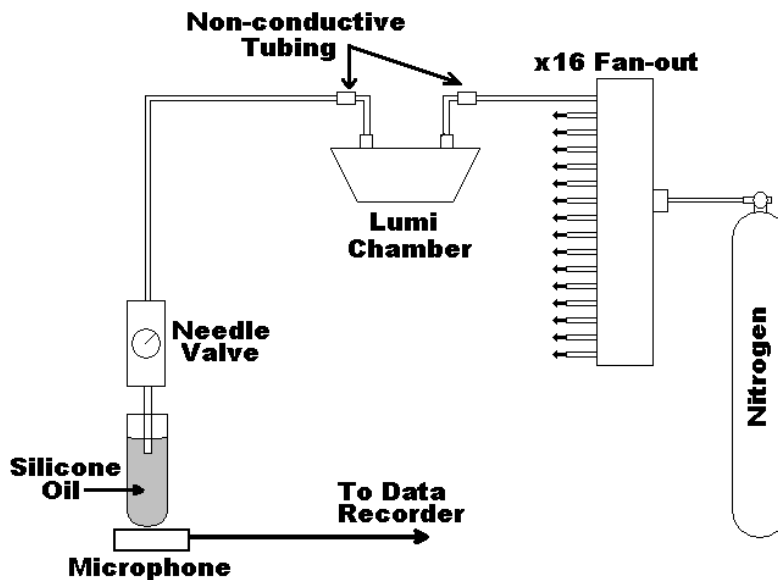 Non-conductive
Tubing
x16 Fan-out
Lumi
Chamber
Needle
Valve
Nitrogen
Silicone
Oil
To Data
Recorder
Microphone